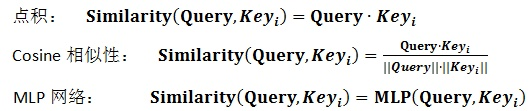 点积： Similarity(Query, Key_i) = Query · Key_i
Cosine 相似性： Similarity(Query, Key_i) = \frac{Query·Key_i}{||Query||·||Key_i||}
MLP 网络： Similarity(Query, Key_i) = MLP(Query, Key_i)